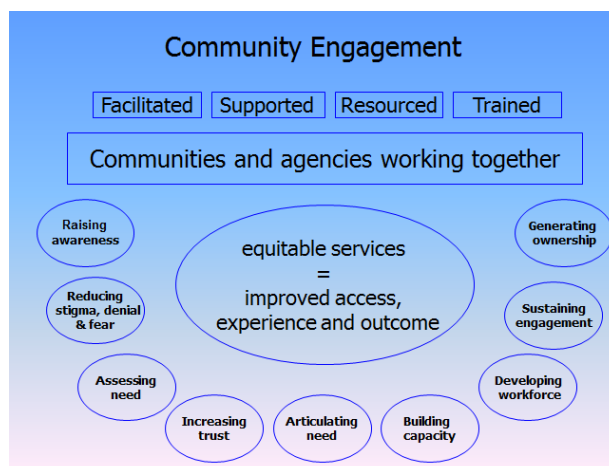 Community Engagement
Facilitated
Supported
Resourced
Trained
Communities and agencies working together
Raising
awareness
Reducing
stigma, denial
& fear
Assessing
need
Increasing
trust
Articulating
need
Building
capacity
Developing
workforce
Sustaining
engagement
Generating
ownership
equitable services
=
improved access,
experience and outcome